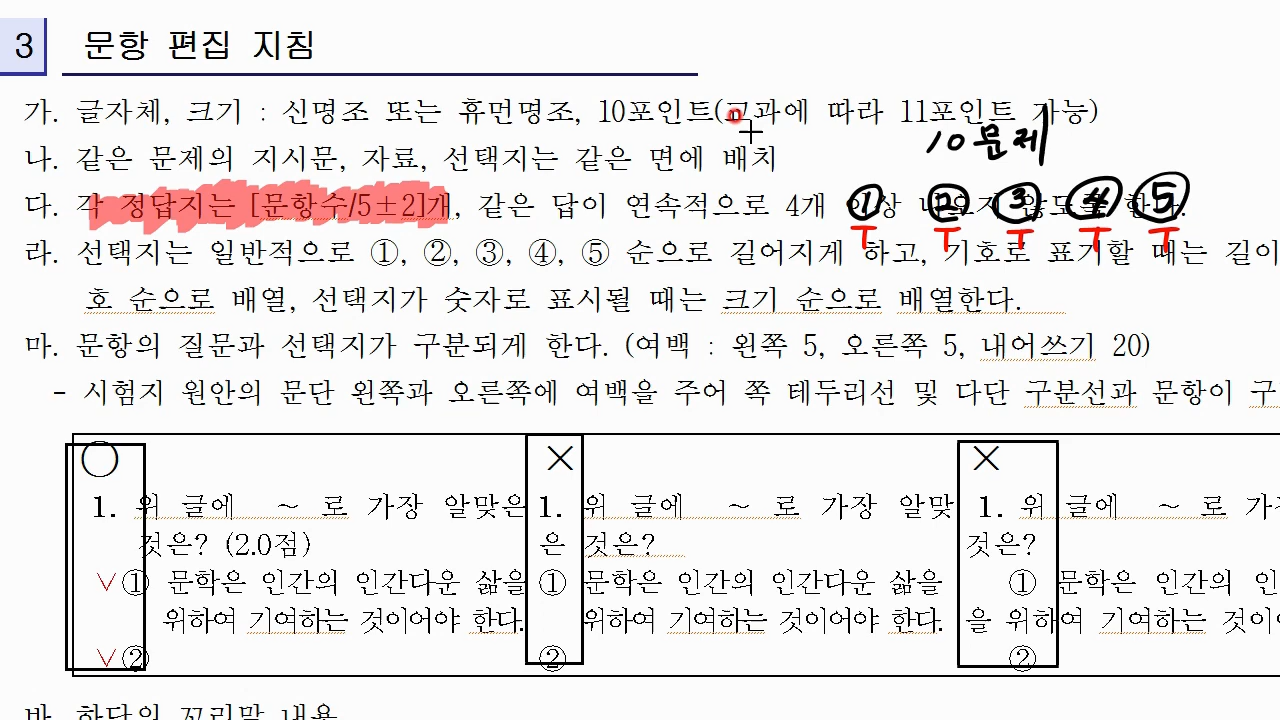 3 문항 편집 지침
가. 글자체, 크기 : 신명조 또는 휴먼명조, 10포인트(교과에 따라 11포인트 가능)
10문제
나. 같은 문제의 지시문, 자료, 선택지는 같은 면에 배치
① ② ③ ④ ⑤
다. 각 정답지는 [문항수/5±2]개, 같은 답이 연속적으로 4개 이상 나오지 않도록 한다.
T T T T T
라. 선택지는 일반적으로 ①, ②, ③, ④, ⑤ 순으로 길어지게 하고, 기호로 표기할 때는 길이
호 순으로 배열, 선택지가 숫자로 표시될 때는 크기 순으로 배열한다.
마. 문항의 질문과 선택지가 구분되게 한다. (여백 : 왼쪽 5, 오른쪽 5, 내어쓰기 20)
- 시험지 원안의 문단 왼쪽과 오른쪽에 여백을 주어 쪽 테두리선 및 다단 구분선과 문항이 구
○ × ×
1. 위 글에 ~ 로 가장 알맞은 1. 위 글에 ~ 로 가장 알맞 1. 위 글에 ~ 로 가
것은? (2.0점) 은 것은? 것은?
∨① 문학은 인간의 인간다운 삶을 ① 문학은 인간의 인간다운 삶을 ① 문학은 인간의 인
위하여 기여하는 것이어야 한다. 위하여 기여하는 것이어야 한다. 을 위하여 기여하는 것이
∨② ② ②
바. 하단의 꼬리말 내용